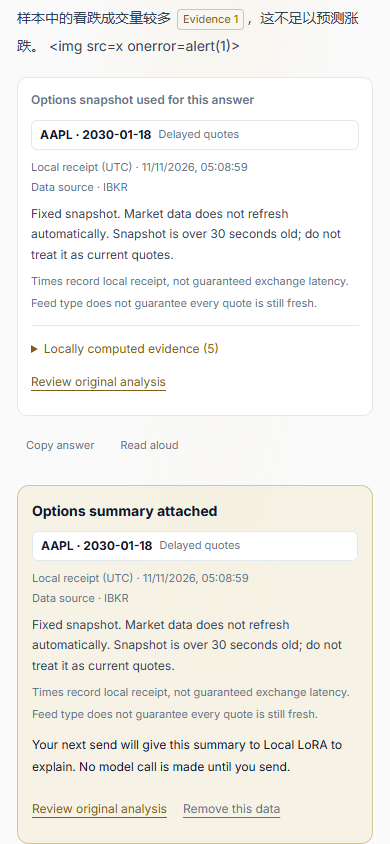 样本中的看跌成交量较多 Evidence 1 ，这不足以预测涨
跌。 <img src=x onerror=alert(1)>
Options snapshot used for this answer
AAPL · 2030-01-18 Delayed quotes
Local receipt (UTC) · 11/11/2026, 05:08:59
Data source · IBKR
Fixed snapshot. Market data does not refresh
automatically. Snapshot is over 30 seconds old; do not
treat it as current quotes.
Times record local receipt, not guaranteed exchange latency.
Feed type does not guarantee every quote is still fresh.
▶ Locally computed evidence (5)
Review original analysis
Copy answer Read aloud
Options summary attached
AAPL · 2030-01-18 Delayed quotes
Local receipt (UTC) · 11/11/2026, 05:08:59
Data source · IBKR
Fixed snapshot. Market data does not refresh
automatically. Snapshot is over 30 seconds old; do not
treat it as current quotes.
Times record local receipt, not guaranteed exchange latency.
Feed type does not guarantee every quote is still fresh.
Your next send will give this summary to Local LoRA to
explain. No model call is made until you send.
Review original analysis Remove this data